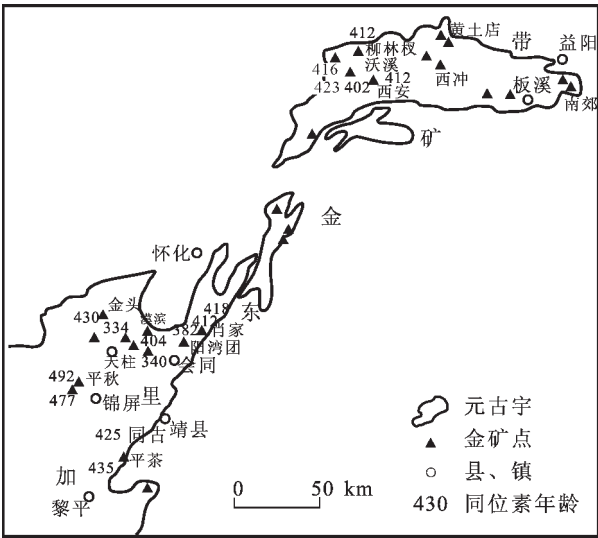 412
黄土店
带
益阳
柳林杈
416
沃溪
412
423
402
西安
西冲
板溪
南郊
矿
金
怀化
东
金头
430
334
漠滨
418
412
382
肖家
404
阳湾团
340
会同
天柱
492
平秋
477
锦屏
里
425
同古
靖县
435
平茶
加
黎平
0
50 km
元古宇
金矿点
县、镇
430
同位素年龄